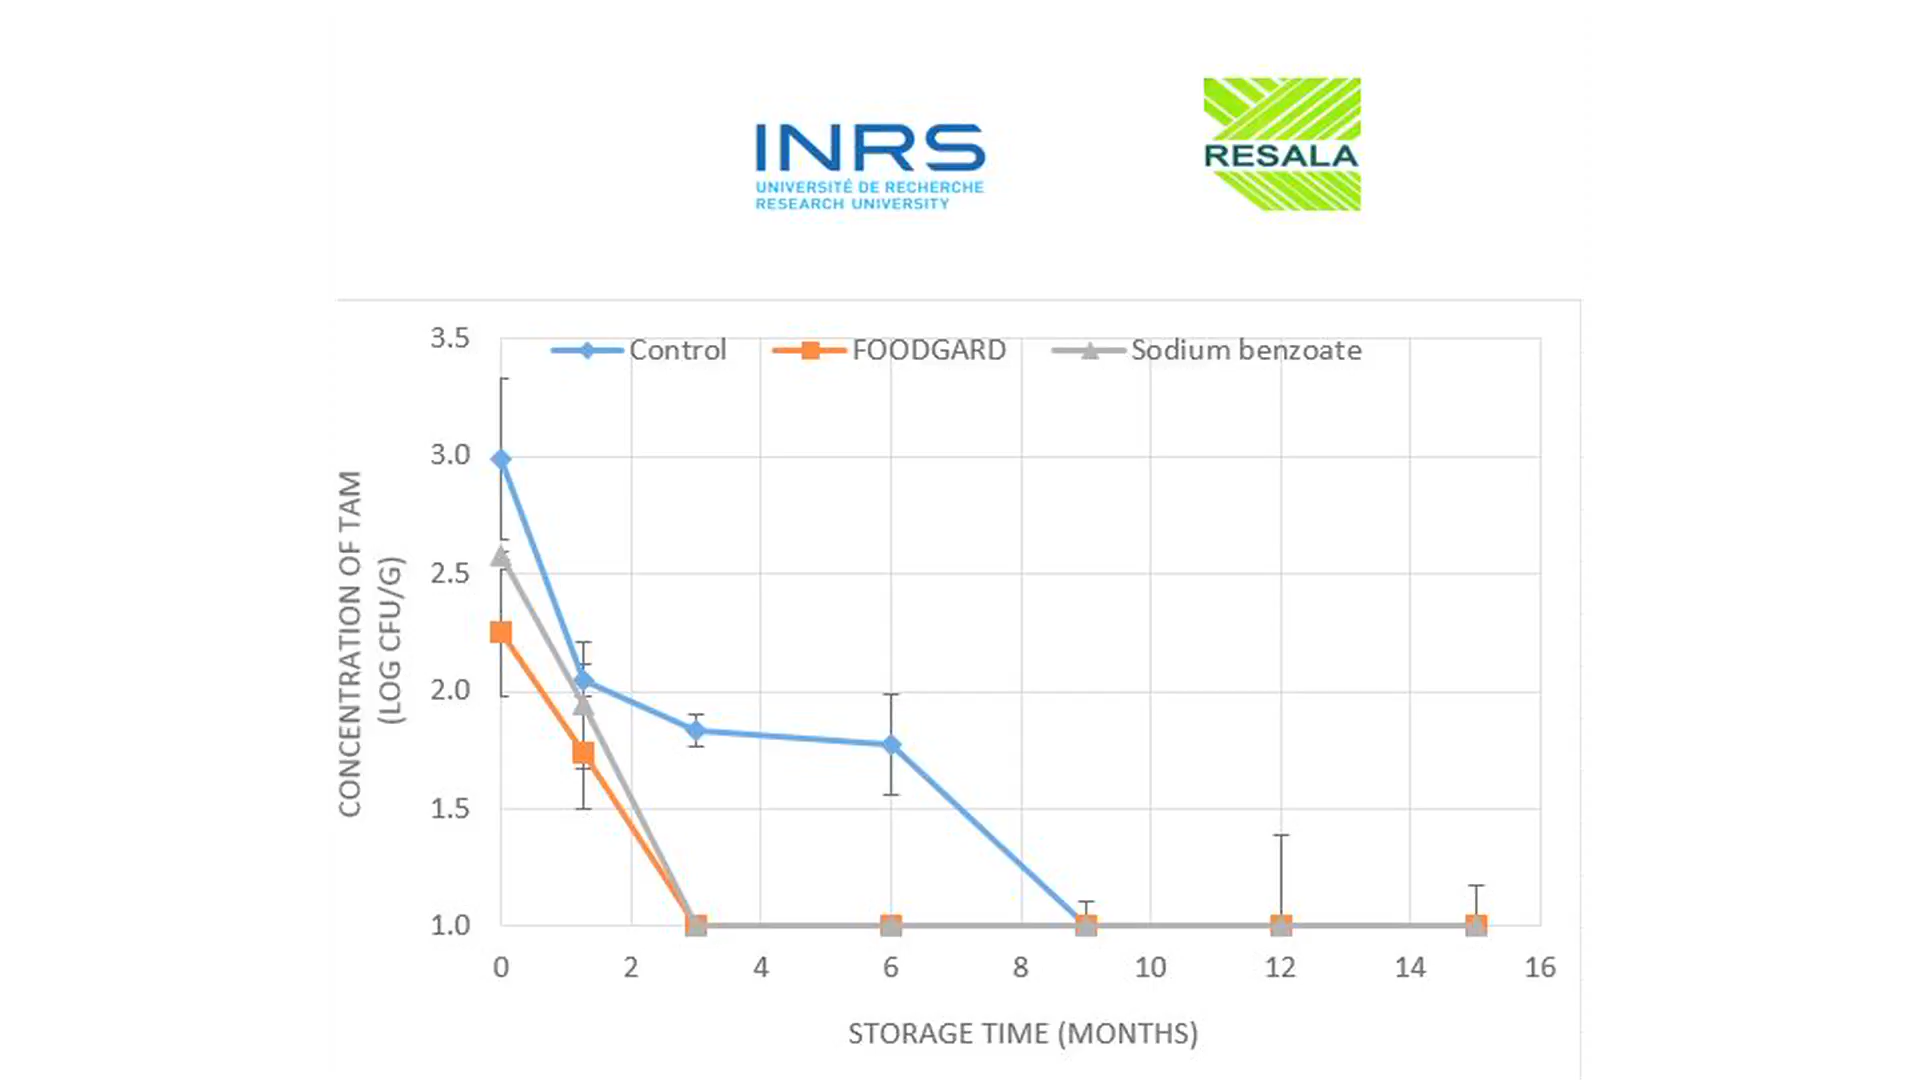 INRS
UNIVERSITÉ DE RECHERCHE
RESEARCH UNIVERSITY
RESALA
Control
FOODGARD
Sodium benzoate
3.5
3.0
2.5
2.0
1.5
1.0
CONCENTRATION OF TAM
(LOG CFU/G)
0 2 4 6 8 10 12 14 16
STORAGE TIME (MONTHS)